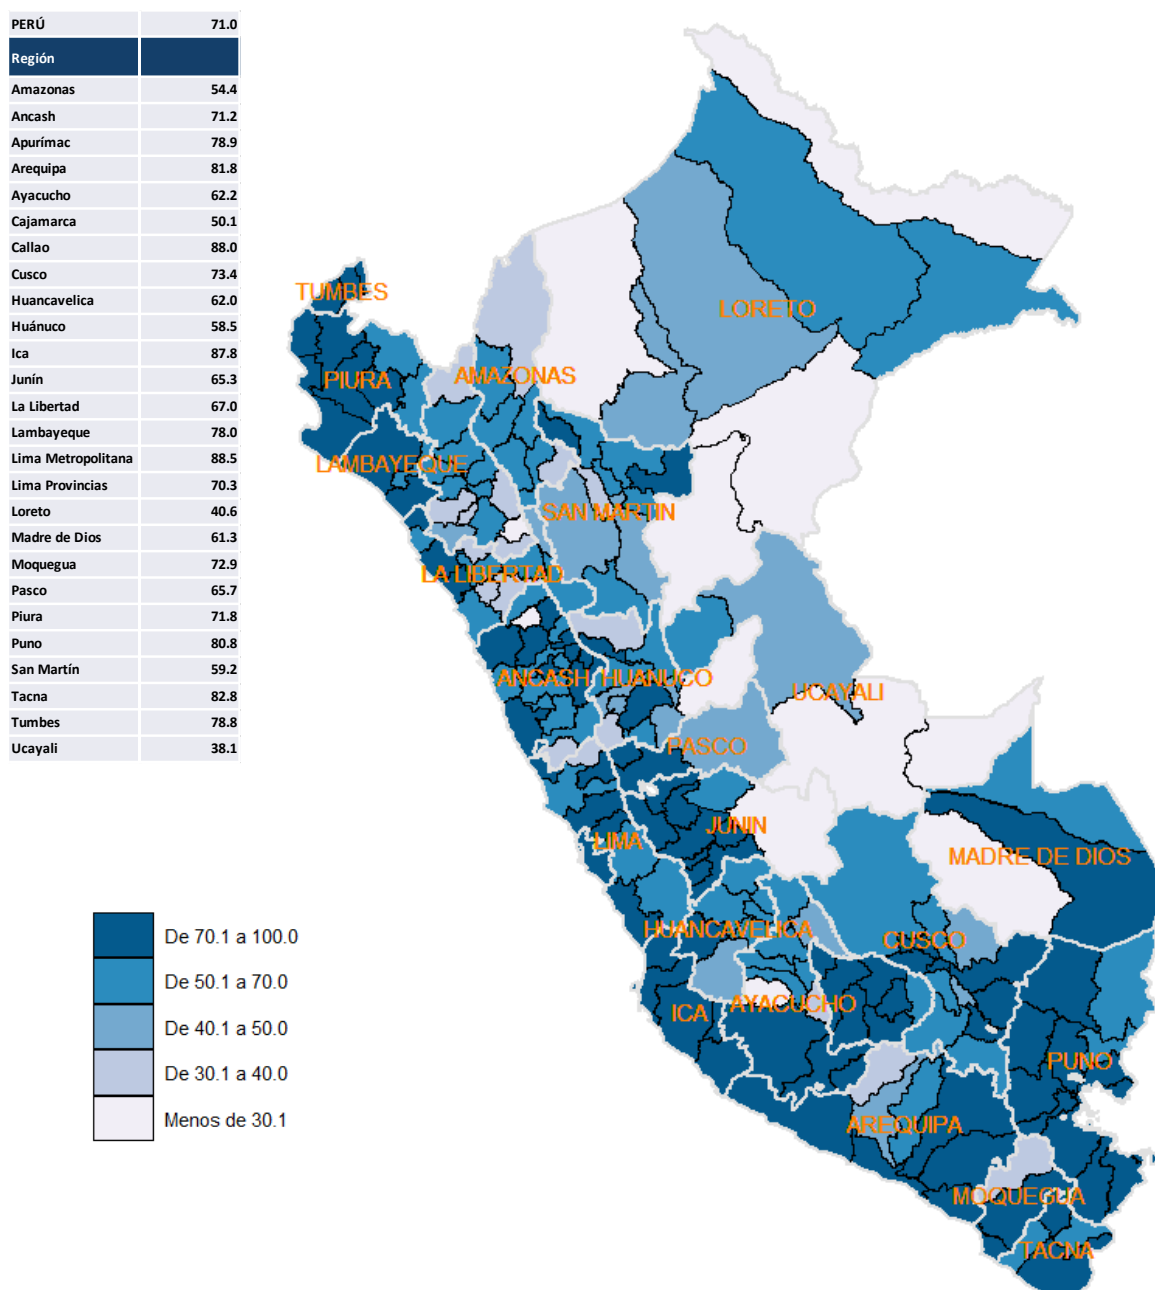 PERÚ 71.0
Región
Amazonas 54.4
Ancash 71.2
Apurímac 78.9
Arequipa 81.8
Ayacucho 62.2
Cajamarca 50.1
Callao 88.0
Cusco 73.4
Huancavelica 62.0
Huánuco 58.5
Ica 87.8
Junín 65.3
La Libertad 67.0
Lambayeque 78.0
Lima Metropolitana 88.5
Lima Provincias 70.3
Loreto 40.6
Madre de Dios 61.3
Moquegua 72.9
Pasco 65.7
Piura 71.8
Puno 80.8
San Martín 59.2
Tacna 82.8
Tumbes 78.8
Ucayali 38.1
TUMBES
LORETO
PIURA
AMAZONAS
LAMBAYEQUE
SAN MARTIN
LA LIBERTAD
ANCASH
HUANUCO
UCAYALI
PASCO
JUNIN
LIMA
MADRE DE DIOS
HUANCAVELICA
CUSCO
ICA
AYACUCHO
PUNO
AREQUIPA
MOQUEGUA
TACNA
De 70.1 a 100.0
De 50.1 a 70.0
De 40.1 a 50.0
De 30.1 a 40.0
Menos de 30.1